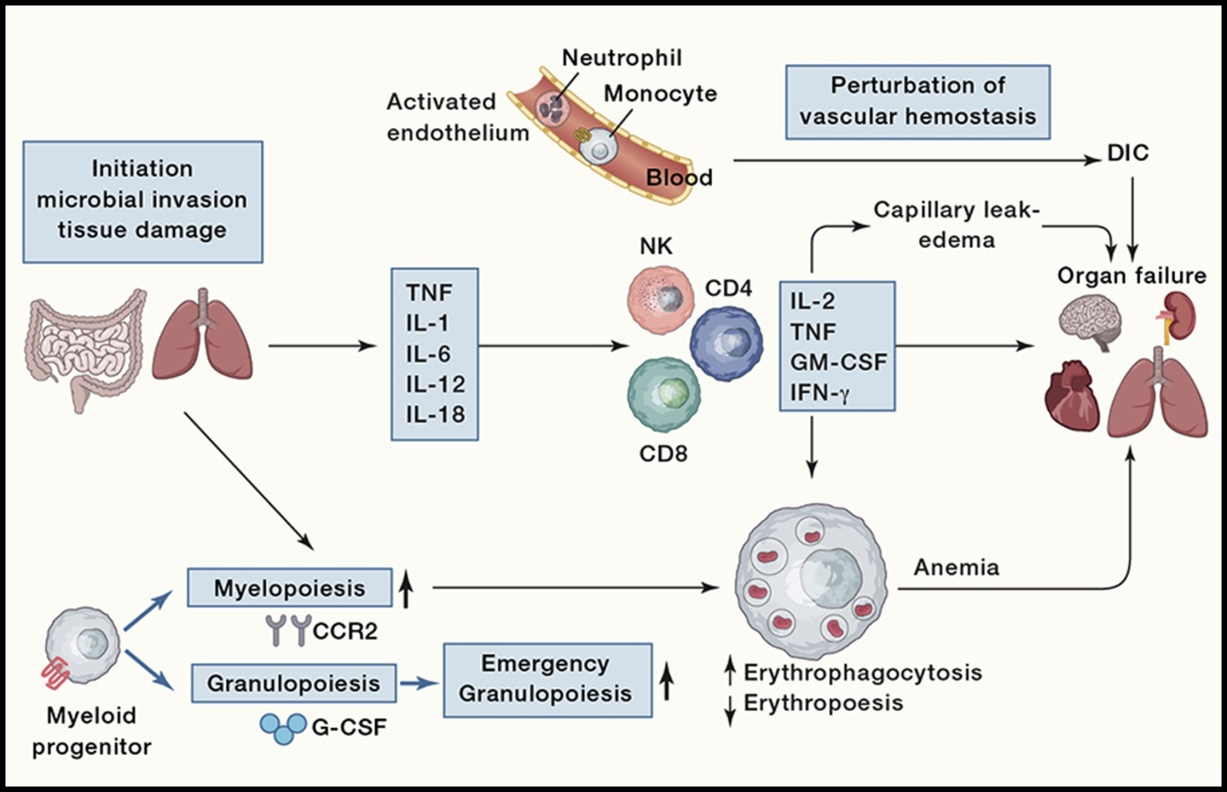 Neutrophil
Monocyte
Activated
endothelium
Blood
Perturbation of
vascular hemostasis
DIC
Initiation
microbial invasion
tissue damage
Capillary leak-
edema
Organ failure
TNF
IL-1
IL-6
IL-12
IL-18
NK
CD4
CD8
IL-2
TNF
GM-CSF
IFN-γ
Myelopoiesis
CCR2
Granulopoiesis
G-CSF
Emergency
Granulopoiesis
Myeloid
progenitor
Anemia
Erythrophagocytosis
Erythropoesis